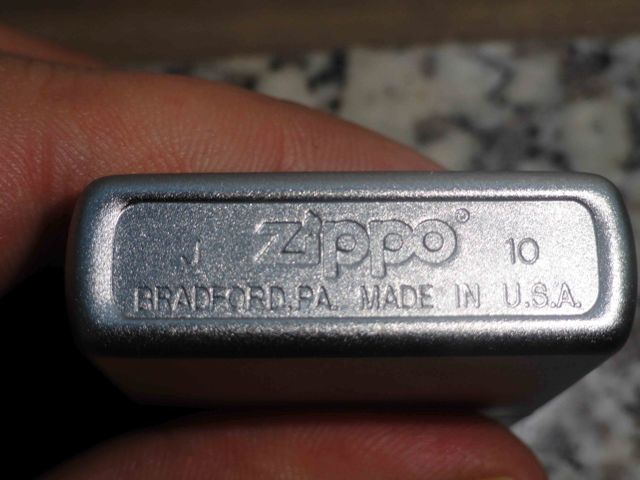 J zippo® 10
BRADFORD, PA. MADE IN U.S.A.